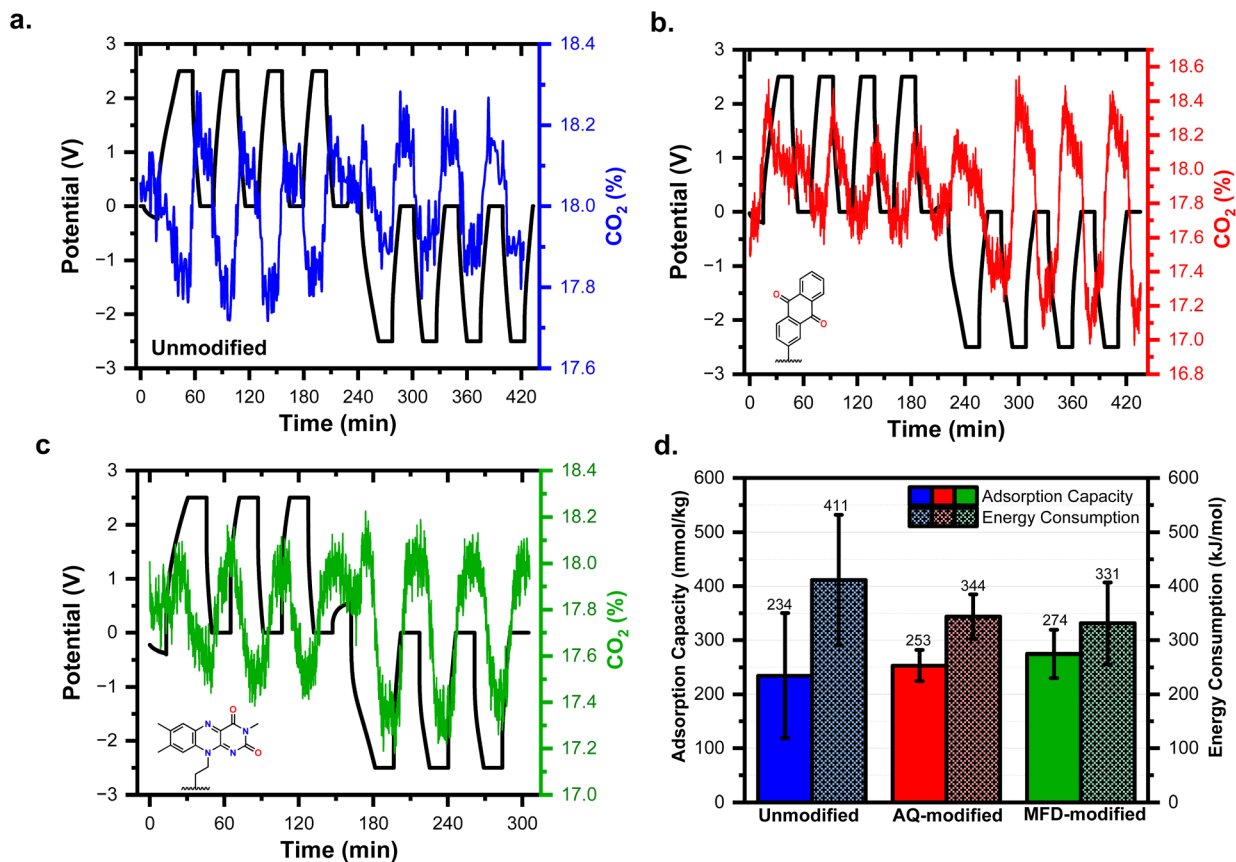 a.
3
2
1
0
−1
−2
−3
Potential (V)
18.4
18.2
18.0
17.8
17.6
CO2 (%)
Unmodified
0 60 120 180 240 300 360 420
Time (min)
b.
3
2
1
0
−1
−2
−3
Potential (V)
18.6
18.4
18.2
18.0
17.8
17.6
17.4
17.2
17.0
16.8
CO2 (%)
O
O
0 60 120 180 240 300 360 420
Time (min)
c
3
2
1
0
−1
−2
−3
Potential (V)
18.4
18.2
18.0
17.8
17.6
17.4
17.2
17.0
CO2 (%)
O
N
N
N
N
O
0 60 120 180 240 300
Time (min)
d.
600
500
400
300
200
100
0
Adsorption Capacity (mmol/kg)
600
500
400
300
200
100
0
Energy Consumption (kJ/mol)
Adsorption Capacity
Energy Consumption
234
411
253
344
274
331
Unmodified AQ-modified MFD-modified